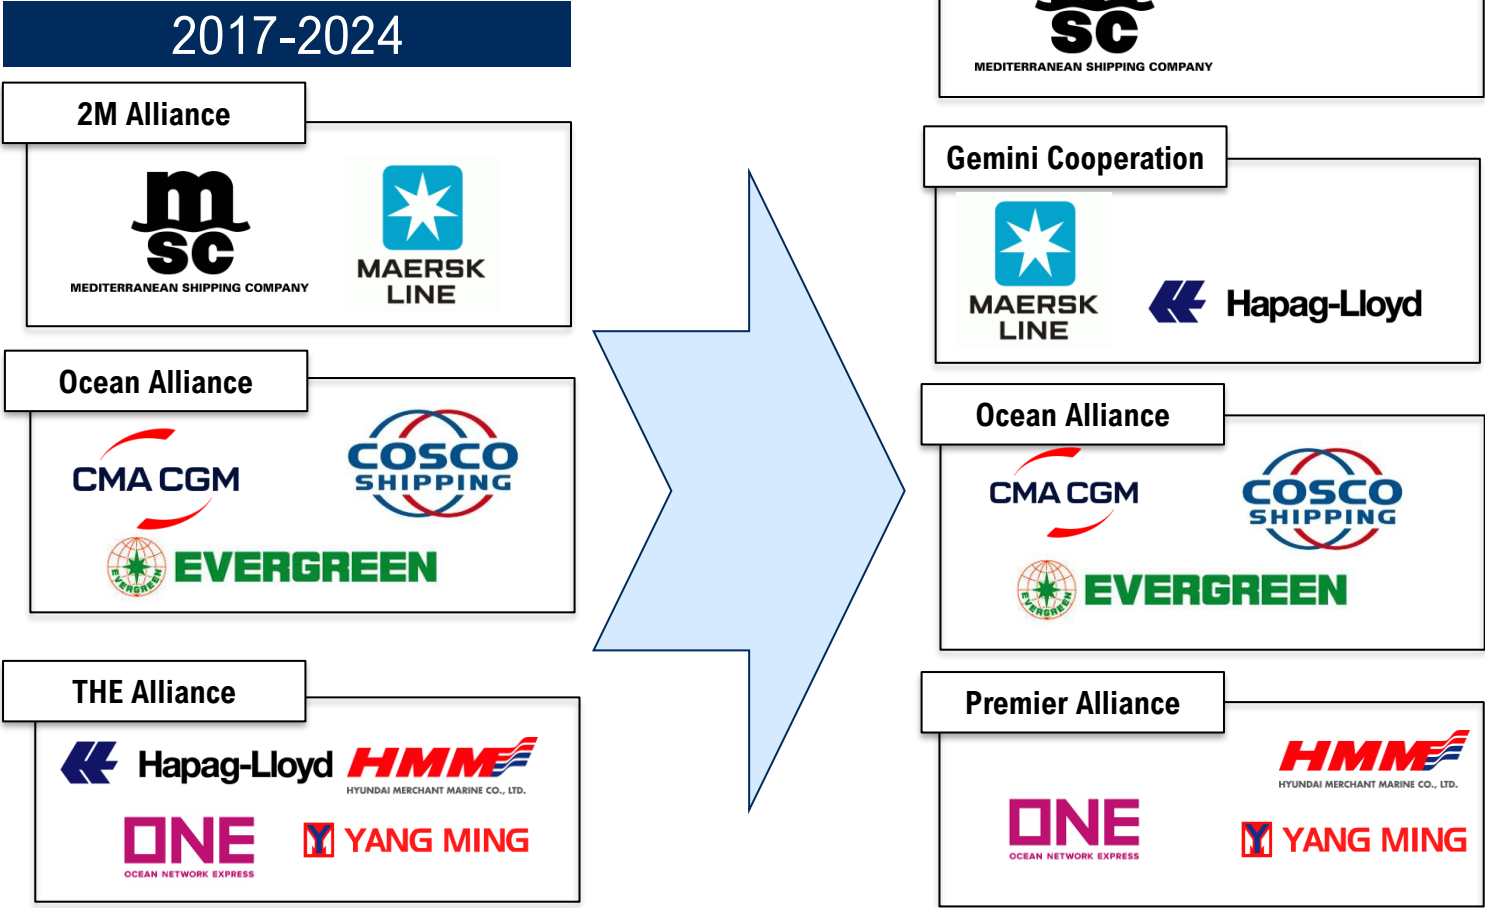 2017-2024
2M Alliance
msc
MEDITERRANEAN SHIPPING COMPANY
MAERSK
LINE
Ocean Alliance
CMA CGM
COSCO
SHIPPING
EVERGREEN
EVERGREEN
THE Alliance
Hapag-Lloyd
HMM
HYUNDAI MERCHANT MARINE CO., LTD.
ONE
OCEAN NETWORK EXPRESS
YANG MING
sc
MEDITERRANEAN SHIPPING COMPANY
Gemini Cooperation
MAERSK
LINE
Hapag-Lloyd
Ocean Alliance
CMA CGM
COSCO
SHIPPING
EVERGREEN
EVERGREEN
Premier Alliance
HMM
HYUNDAI MERCHANT MARINE CO., LTD.
ONE
OCEAN NETWORK EXPRESS
YANG MING